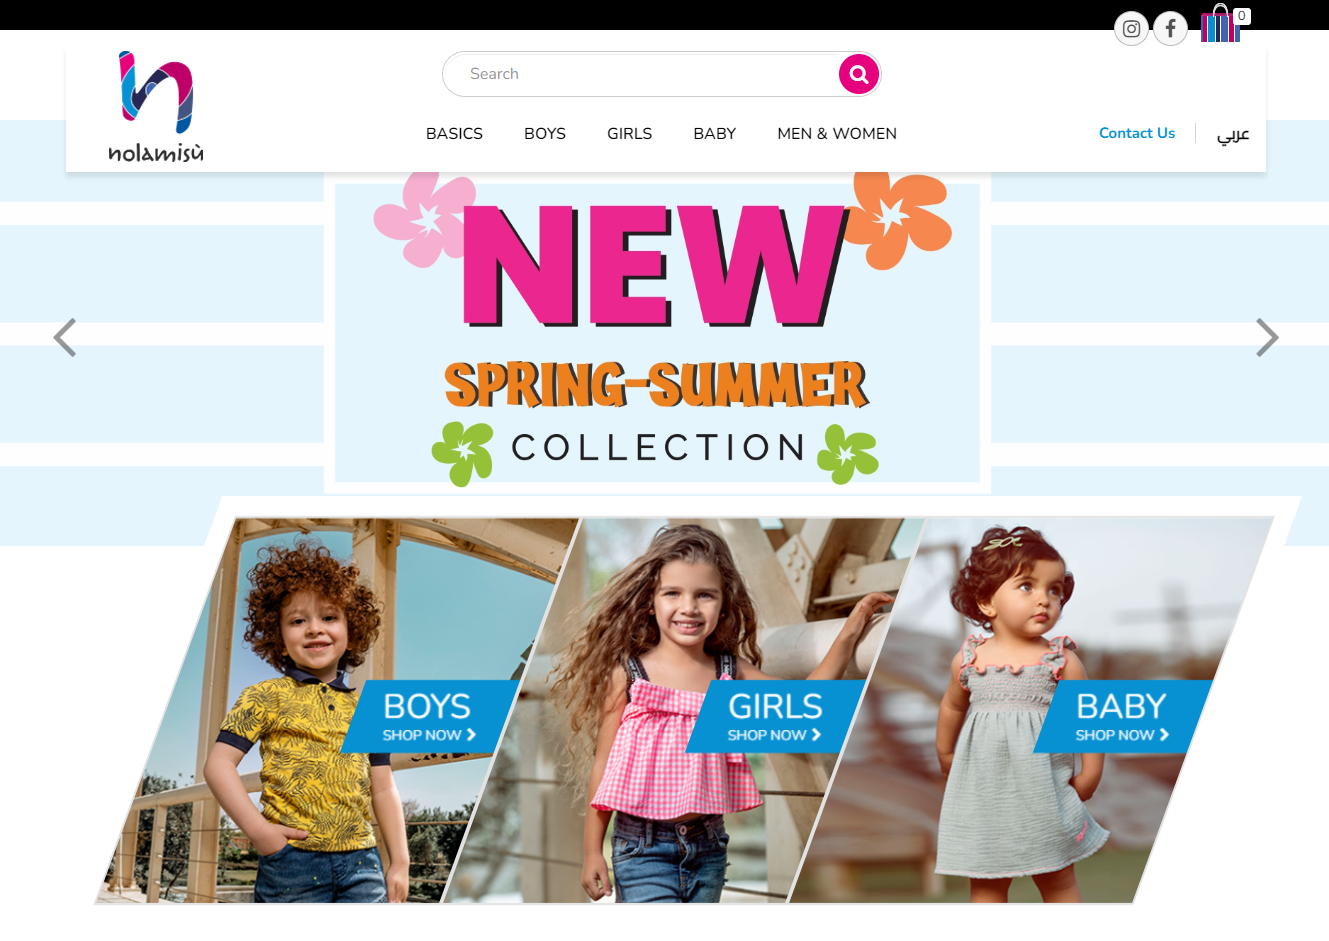 0
nolamisù
Search
BASICS
BOYS
GIRLS
BABY
MEN & WOMEN
Contact Us
عربي
NEW
SPRING-SUMMER
COLLECTION
BOYS
SHOP NOW
GIRLS
SHOP NOW
BABY
SHOP NOW